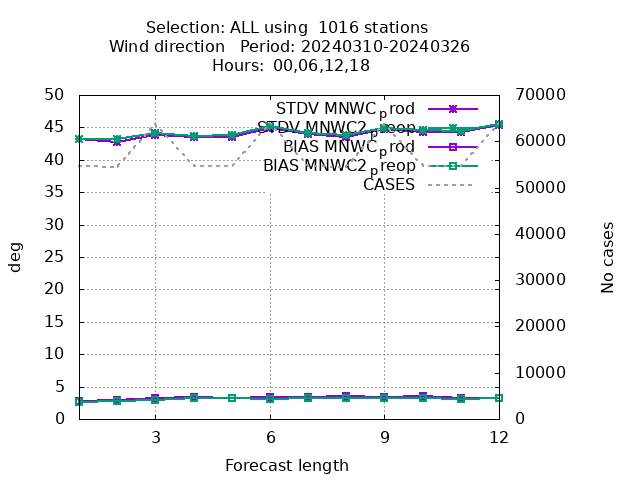 Selection: ALL using  1016 stations
Wind direction   Period: 20240310-20240326
Hours:  00,06,12,18
STDV MNWC_prod
STDV MNWC2_preop
BIAS MNWC_prod
BIAS MNWC2_preop
CASES
50
45
40
35
30
25
20
15
10
5
0
70000
60000
50000
40000
30000
20000
10000
0
deg
No cases
3 6 9 12
Forecast length